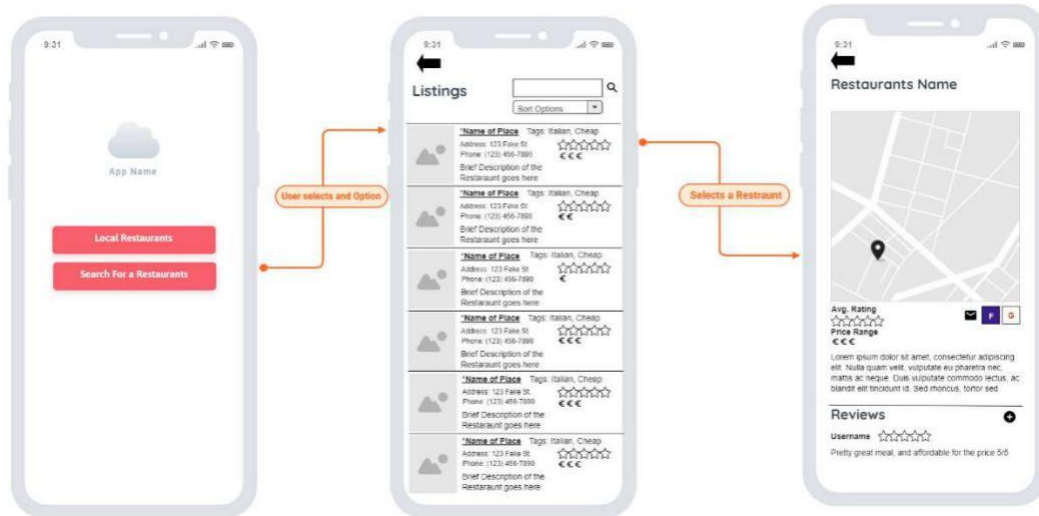 9:31
App Name
Local Restaurants
Search For a Restaurants
User selects and Option
9:31
Listings
Sort Options
*Name of Place Tags: Italian, Cheap
Address: 123 Fake St.
Phone: (123) 456-7890
€€€
Brief Description of the
Restaraunt goes here
*Name of Place Tags: Italian, Cheap
Address: 123 Fake St.
Phone: (123) 456-7890
€€
Brief Description of the
Restaraunt goes here
*Name of Place Tags: Italian, Cheap
Address: 123 Fake St.
Phone: (123) 456-7890
€
Brief Description of the
Restaraunt goes here
*Name of Place Tags: Italian, Cheap
Address: 123 Fake St.
Phone: (123) 456-7890
€€€
Brief Description of the
Restaraunt goes here
*Name of Place Tags: Italian, Cheap
Address: 123 Fake St.
Phone: (123) 456-7890
€€€
Brief Description of the
Restaraunt goes here
*Name of Place Tags: Italian, Cheap
Address: 123 Fake St.
Phone: (123) 456-7890
€€€
Brief Description of the
Restaraunt goes here
Selects a Restraunt
9:31
Restaurants Name
Avg. Rating
F G
Price Range
€€€
Lorem ipsum dolor sit amet, consectetur adipiscing
elit. Nulla quam velit, vulputate eu pharetra nec,
mattis ac neque. Duis vulputate commodo lectus, ac
blandit elit tincidunt id. Sed rhoncus, tortor sed
Reviews
Username
Pretty great meal, and affordable for the price 5/5